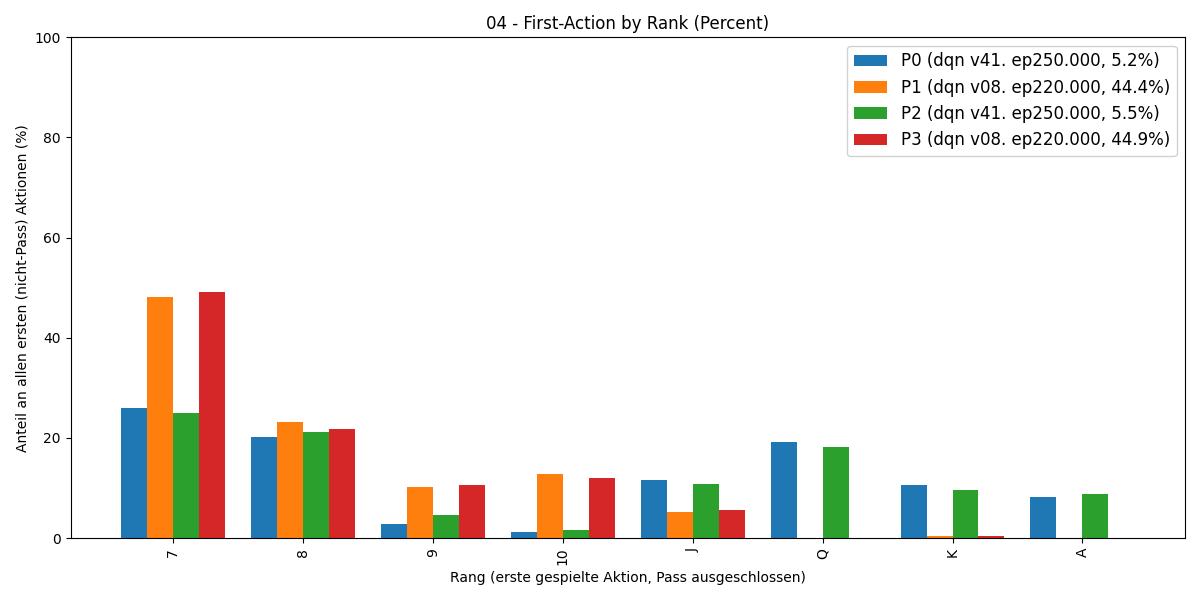 04 - First-Action by Rank (Percent)
Anteil an allen ersten (nicht-Pass) Aktionen (%)
100
80
60
40
20
0
P0 (dqn v41. ep250.000, 5.2%)
P1 (dqn v08. ep220.000, 44.4%)
P2 (dqn v41. ep250.000, 5.5%)
P3 (dqn v08. ep220.000, 44.9%)
7
8
9
10
J
Q
K
A
Rang (erste gespielte Aktion, Pass ausgeschlossen)